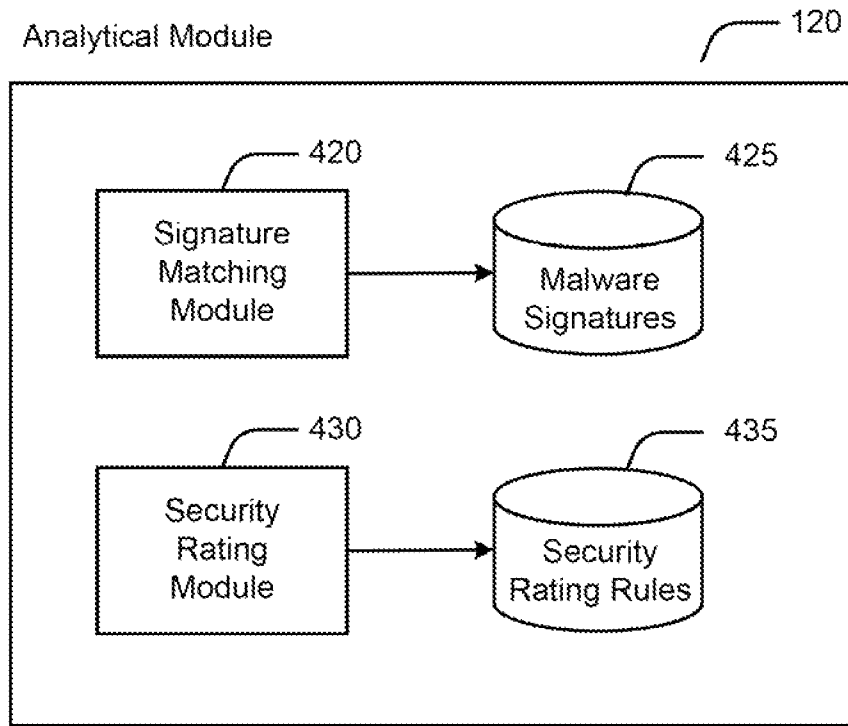 Analytical Module
120
420
425
Signature
Matching
Module
Malware
Signatures
430
435
Security
Rating
Module
Security
Rating Rules